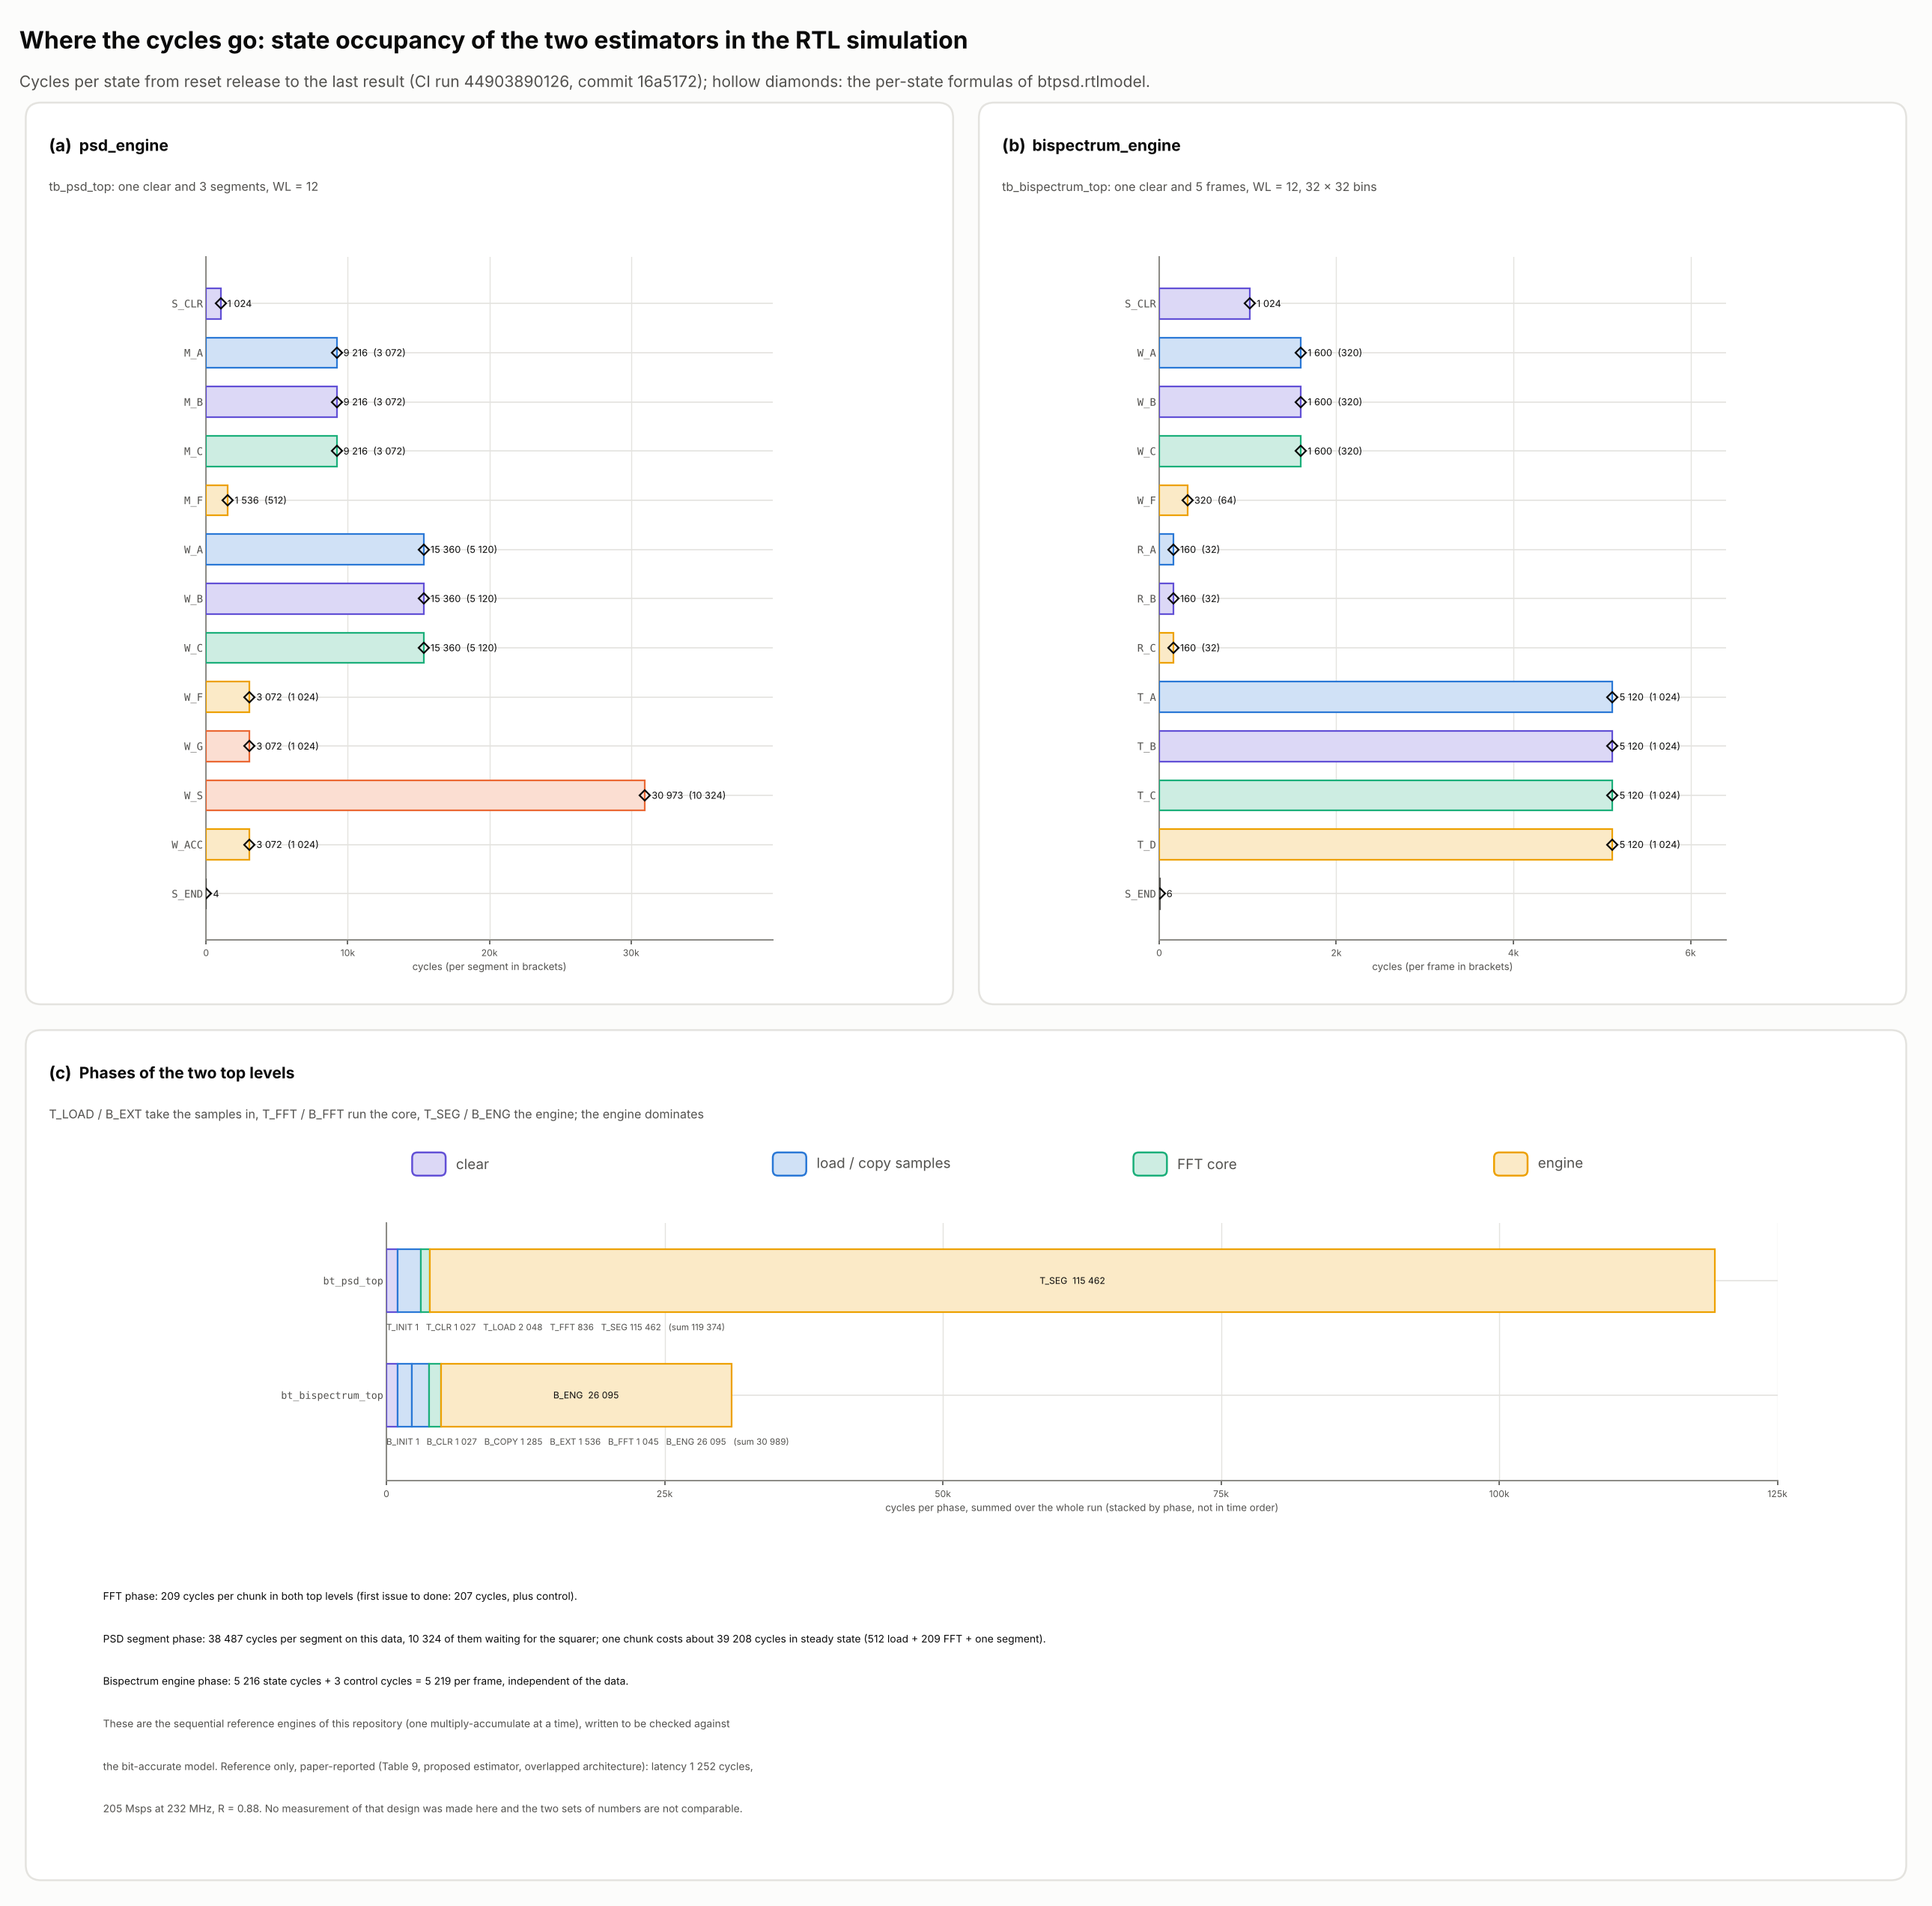 Where the cycles go: state occupancy of the two estimators in the RTL simulation
Cycles per state from reset release to the last result (CI run 44903890126, commit 16a5172); hollow diamonds: the per-state formulas of btpsd.rtlmodel.
(a) psd_engine
tb_psd_top: one clear and 3 segments, WL = 12
S_CLR 1 024
M_A 9 216 (3 072)
M_B 9 216 (3 072)
M_C 9 216 (3 072)
M_F 1 536 (512)
W_A 15 360 (5 120)
W_B 15 360 (5 120)
W_C 15 360 (5 120)
W_F 3 072 (1 024)
W_G 3 072 (1 024)
W_S 30 973 (10 324)
W_ACC 3 072 (1 024)
S_END 4
0 10k 20k 30k
cycles (per segment in brackets)
(b) bispectrum_engine
tb_bispectrum_top: one clear and 5 frames, WL = 12, 32 × 32 bins
S_CLR 1 024
W_A 1 600 (320)
W_B 1 600 (320)
W_C 1 600 (320)
W_F 320 (64)
R_A 160 (32)
R_B 160 (32)
R_C 160 (32)
T_A 5 120 (1 024)
T_B 5 120 (1 024)
T_C 5 120 (1 024)
T_D 5 120 (1 024)
S_END 6
0 2k 4k 6k
cycles (per frame in brackets)
(c) Phases of the two top levels
T_LOAD / B_EXT take the samples in, T_FFT / B_FFT run the core, T_SEG / B_ENG the engine; the engine dominates
clear load / copy samples FFT core engine
bt_psd_top T_SEG 115 462
T_INIT 1 T_CLR 1 027 T_LOAD 2 048 T_FFT 836 T_SEG 115 462 (sum 119 374)
bt_bispectrum_top B_ENG 26 095
B_INIT 1 B_CLR 1 027 B_COPY 1 285 B_EXT 1 536 B_FFT 1 045 B_ENG 26 095 (sum 30 989)
0 25k 50k 75k 100k 125k
cycles per phase, summed over the whole run (stacked by phase, not in time order)
FFT phase: 209 cycles per chunk in both top levels (first issue to done: 207 cycles, plus control).
PSD segment phase: 38 487 cycles per segment on this data, 10 324 of them waiting for the squarer; one chunk costs about 39 208 cycles in steady state (512 load + 209 FFT + one segment).
Bispectrum engine phase: 5 216 state cycles + 3 control cycles = 5 219 per frame, independent of the data.
These are the sequential reference engines of this repository (one multiply-accumulate at a time), written to be checked against
the bit-accurate model. Reference only, paper-reported (Table 9, proposed estimator, overlapped architecture): latency 1 252 cycles,
205 Msps at 232 MHz, R = 0.88. No measurement of that design was made here and the two sets of numbers are not comparable.